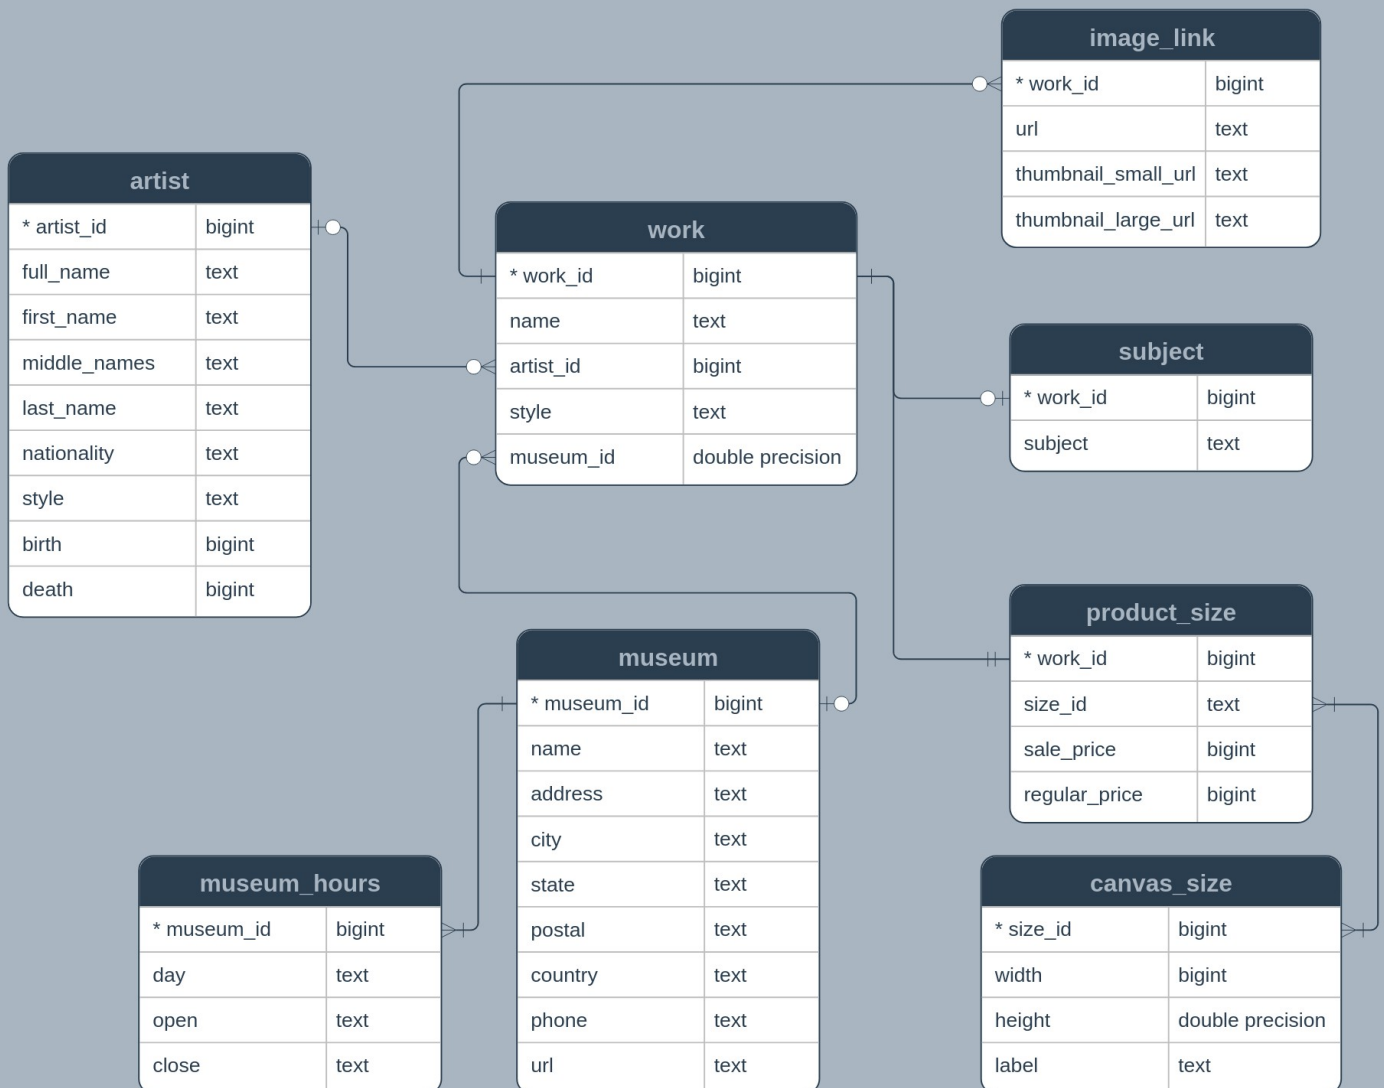 image_link
* work_id bigint
url text
thumbnail_small_url text
thumbnail_large_url text
artist
* artist_id bigint
full_name text
first_name text
middle_names text
last_name text
nationality text
style text
birth bigint
death bigint
work
* work_id bigint
name text
artist_id bigint
style text
museum_id double precision
subject
* work_id bigint
subject text
product_size
* work_id bigint
size_id text
sale_price bigint
regular_price bigint
museum
* museum_id bigint
name text
address text
city text
state text
postal text
country text
phone text
url text
museum_hours
* museum_id bigint
day text
open text
close text
canvas_size
* size_id bigint
width bigint
height double precision
label text